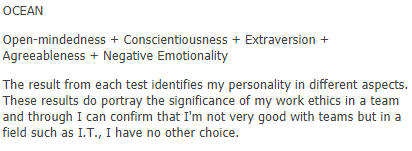 OCEAN
Open-mindedness + Conscientiousness + Extraversion +
Agreeableness + Negative Emotionality
The result from each test identifies my personality in different aspects.
These results do portray the significance of my work ethics in a team
and through I can confirm that I'm not very good with teams but in a
field such as I.T., I have no other choice.